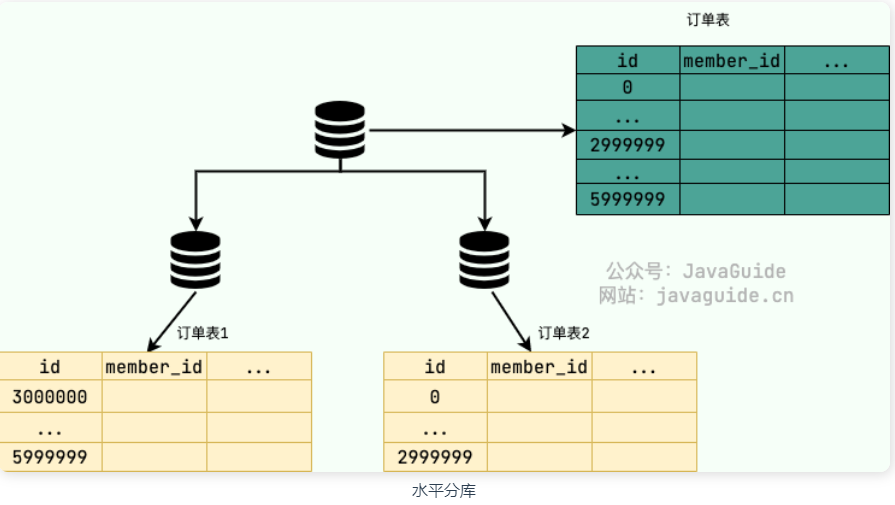 订单表
id member_id ...
0
...
2999999
...
5999999
公众号：JavaGuide
网站：javaguide.cn
订单表1
id member_id ...
3000000
...
5999999
订单表2
id member_id ...
0
...
2999999
水平分库